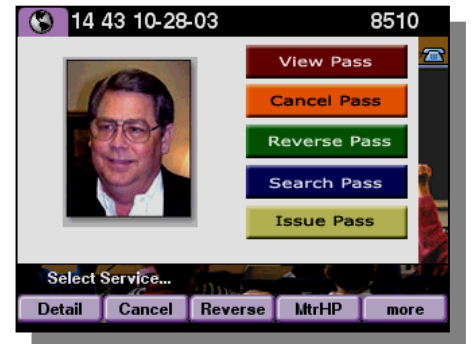 14 43 10-28-03 8510
View Pass
Cancel Pass
Reverse Pass
Search Pass
Issue Pass
Select Service...
Detail Cancel Reverse MtrHP more